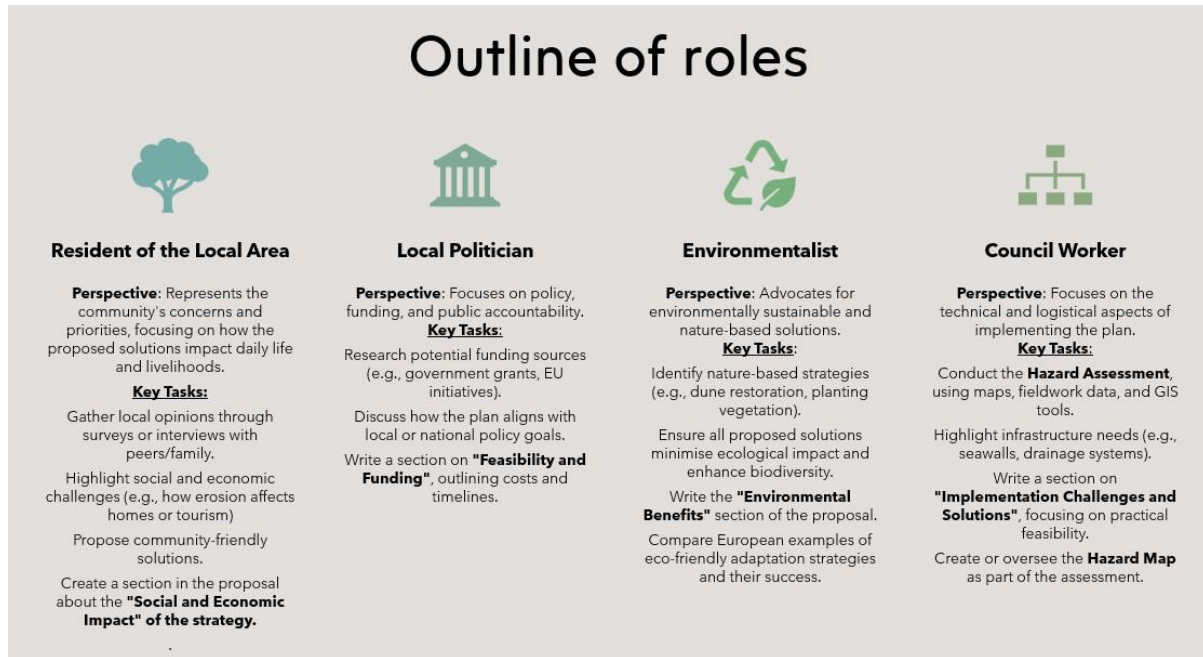 Outline of roles
Resident of the Local Area
Perspective: Represents the
community's concerns and
priorities, focusing on how the
proposed solutions impact daily life
and livelihoods.
Key Tasks:
Gather local opinions through
surveys or interviews with
peers/family.
Highlight social and economic
challenges (e.g., how erosion affects
homes or tourism)
Propose community-friendly
solutions.
Create a section in the proposal
about the "Social and Economic
Impact" of the strategy.
.
Local Politician
Perspective: Focuses on policy,
funding, and public accountability.
Key Tasks:
Research potential funding sources
(e.g., government grants, EU
initiatives).
Discuss how the plan aligns with
local or national policy goals.
Write a section on "Feasibility and
Funding", outlining costs and
timelines.
Environmentalist
Perspective: Advocates for
environmentally sustainable and
nature-based solutions.
Key Tasks:
Identify nature-based strategies
(e.g., dune restoration, planting
vegetation).
Ensure all proposed solutions
minimise ecological impact and
enhance biodiversity.
Write the "Environmental
Benefits" section of the proposal.
Compare European examples of
eco-friendly adaptation strategies
and their success.
Council Worker
Perspective: Focuses on the
technical and logistical aspects of
implementing the plan.
Key Tasks:
Conduct the Hazard Assessment,
using maps, fieldwork data, and GIS
tools.
Highlight infrastructure needs (e.g.,
seawalls, drainage systems).
Write a section on
"Implementation Challenges and
Solutions", focusing on practical
feasibility.
Create or oversee the Hazard Map
as part of the assessment.